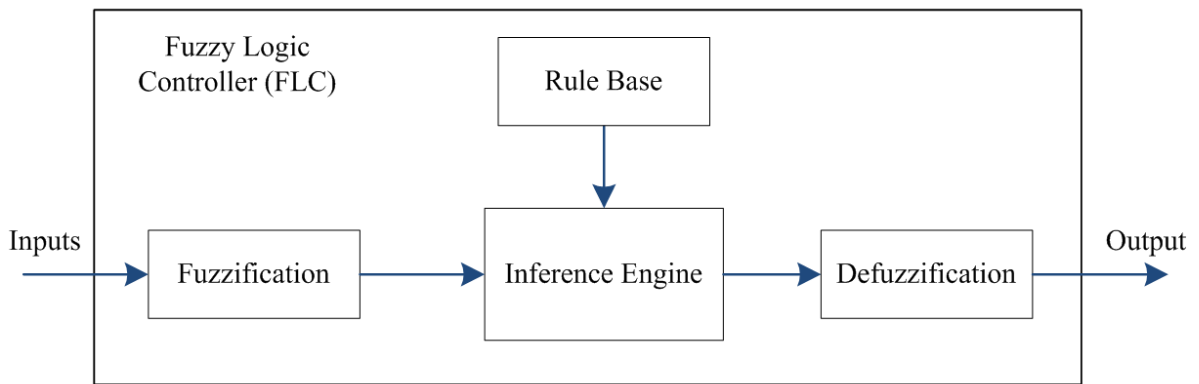 Fuzzy Logic
Controller (FLC)
Rule Base
Inputs
Fuzzification
Inference Engine
Defuzzification
Output